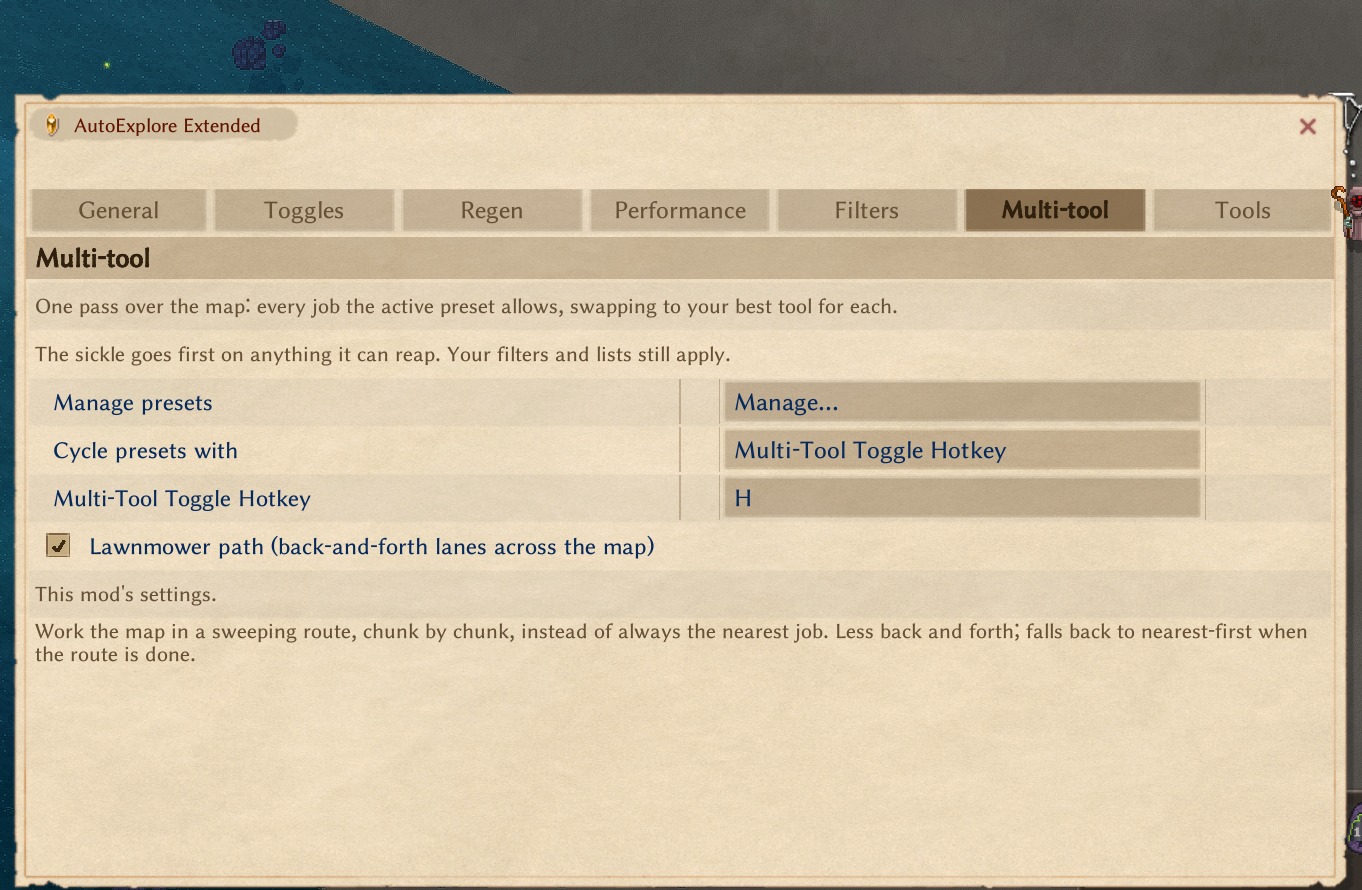 AutoExplore Extended
General
Toggles
Regen
Performance
Filters
Multi-tool
Tools
Multi-tool
One pass over the map: every job the active preset allows, swapping to your best tool for each.
The sickle goes first on anything it can reap. Your filters and lists still apply.
Manage presets
Manage...
Cycle presets with
Multi-Tool Toggle Hotkey
Multi-Tool Toggle Hotkey
H
Lawnmower path (back-and-forth lanes across the map)
This mod's settings.
Work the map in a sweeping route, chunk by chunk, instead of always the nearest job. Less back and forth; falls back to nearest-first when
the route is done.